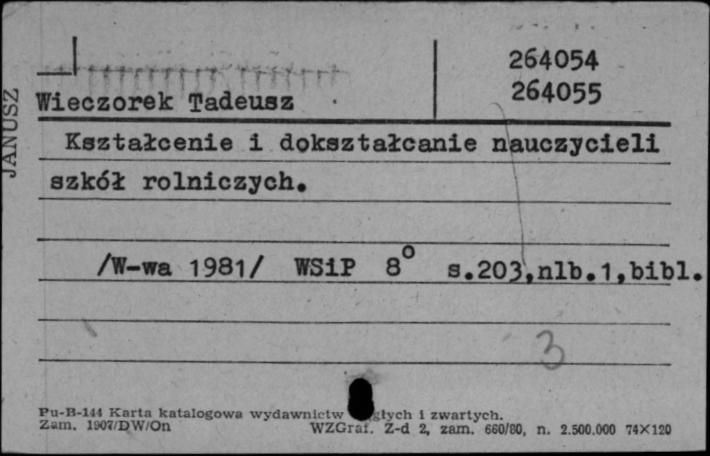 264054
264055
Wieczorek Tadeusz
JANUSZ
Kształcenie i dokształcanie nauczycieli
szkół rolniczych.
/W-wa 1981/ WSiP 8° s.203,nlb.1,bibl.
3
Pu-B-144 Karta katalogowa wydawnictw głych i zwartych.
Zam. 1907/DW/On WZGraf. Z-d 2, zam. 660/80, n. 2.500.000 74×120